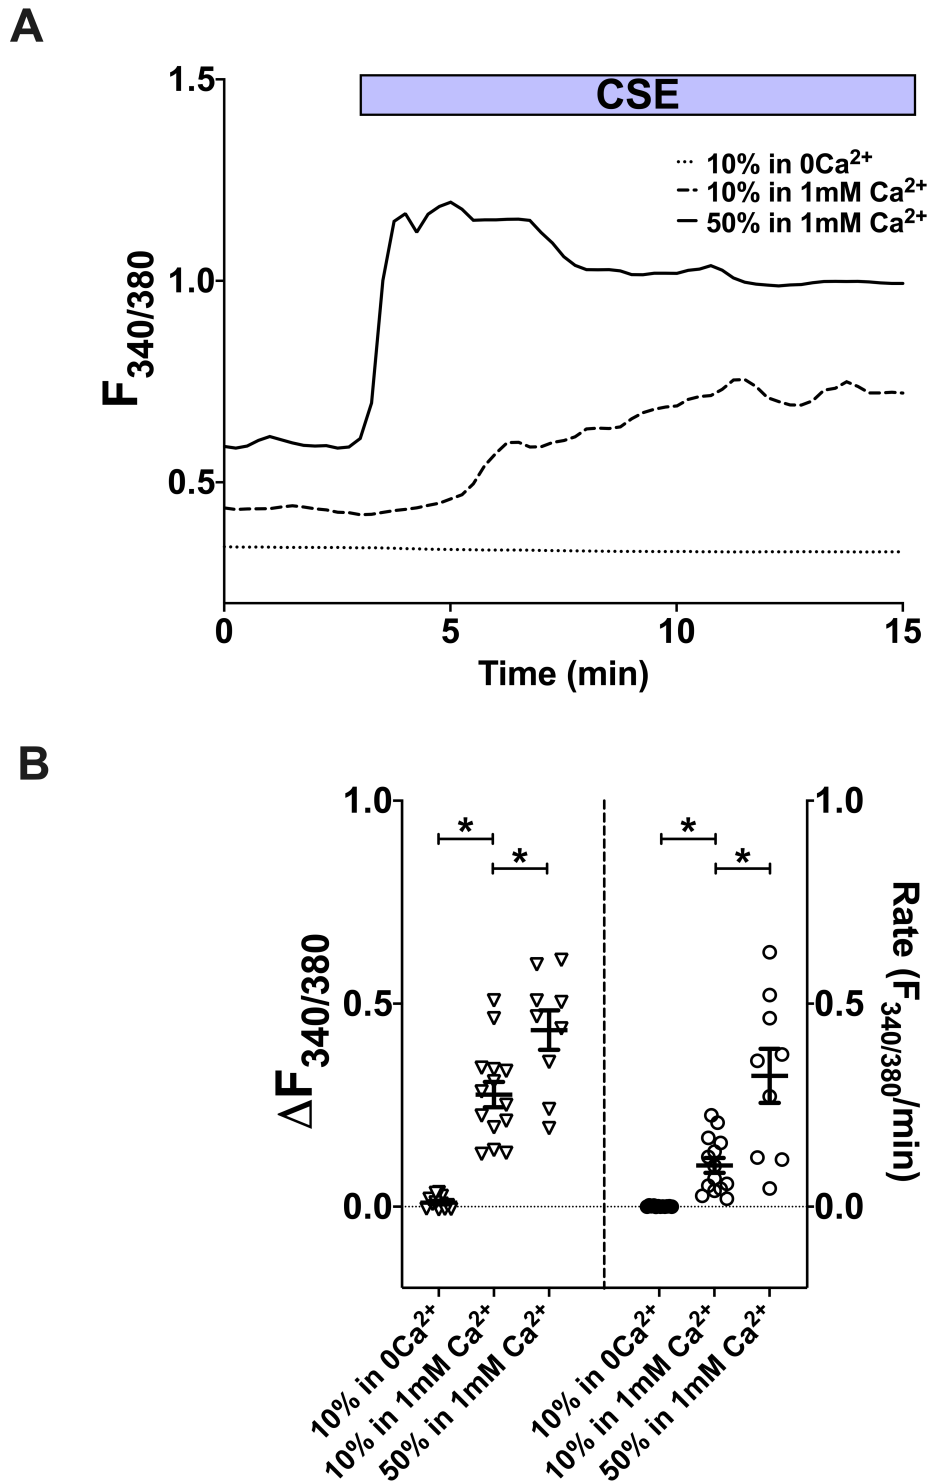 A
1.5
CSE
10% in 0Ca²⁺
10% in 1mM Ca²⁺
50% in 1mM Ca²⁺
1.0
F340/380
0.5
0
5
10
15
Time (min)
B
1.0
1.0
*
*
*
*
ΔF340/380
0.5
0.5
Rate (F340/380/min)
0.0
0.0
10% in 0Ca²⁺
10% in 1mM Ca²⁺
50% in 1mM Ca²⁺
10% in 0Ca²⁺
10% in 1mM Ca²⁺
50% in 1mM Ca²⁺